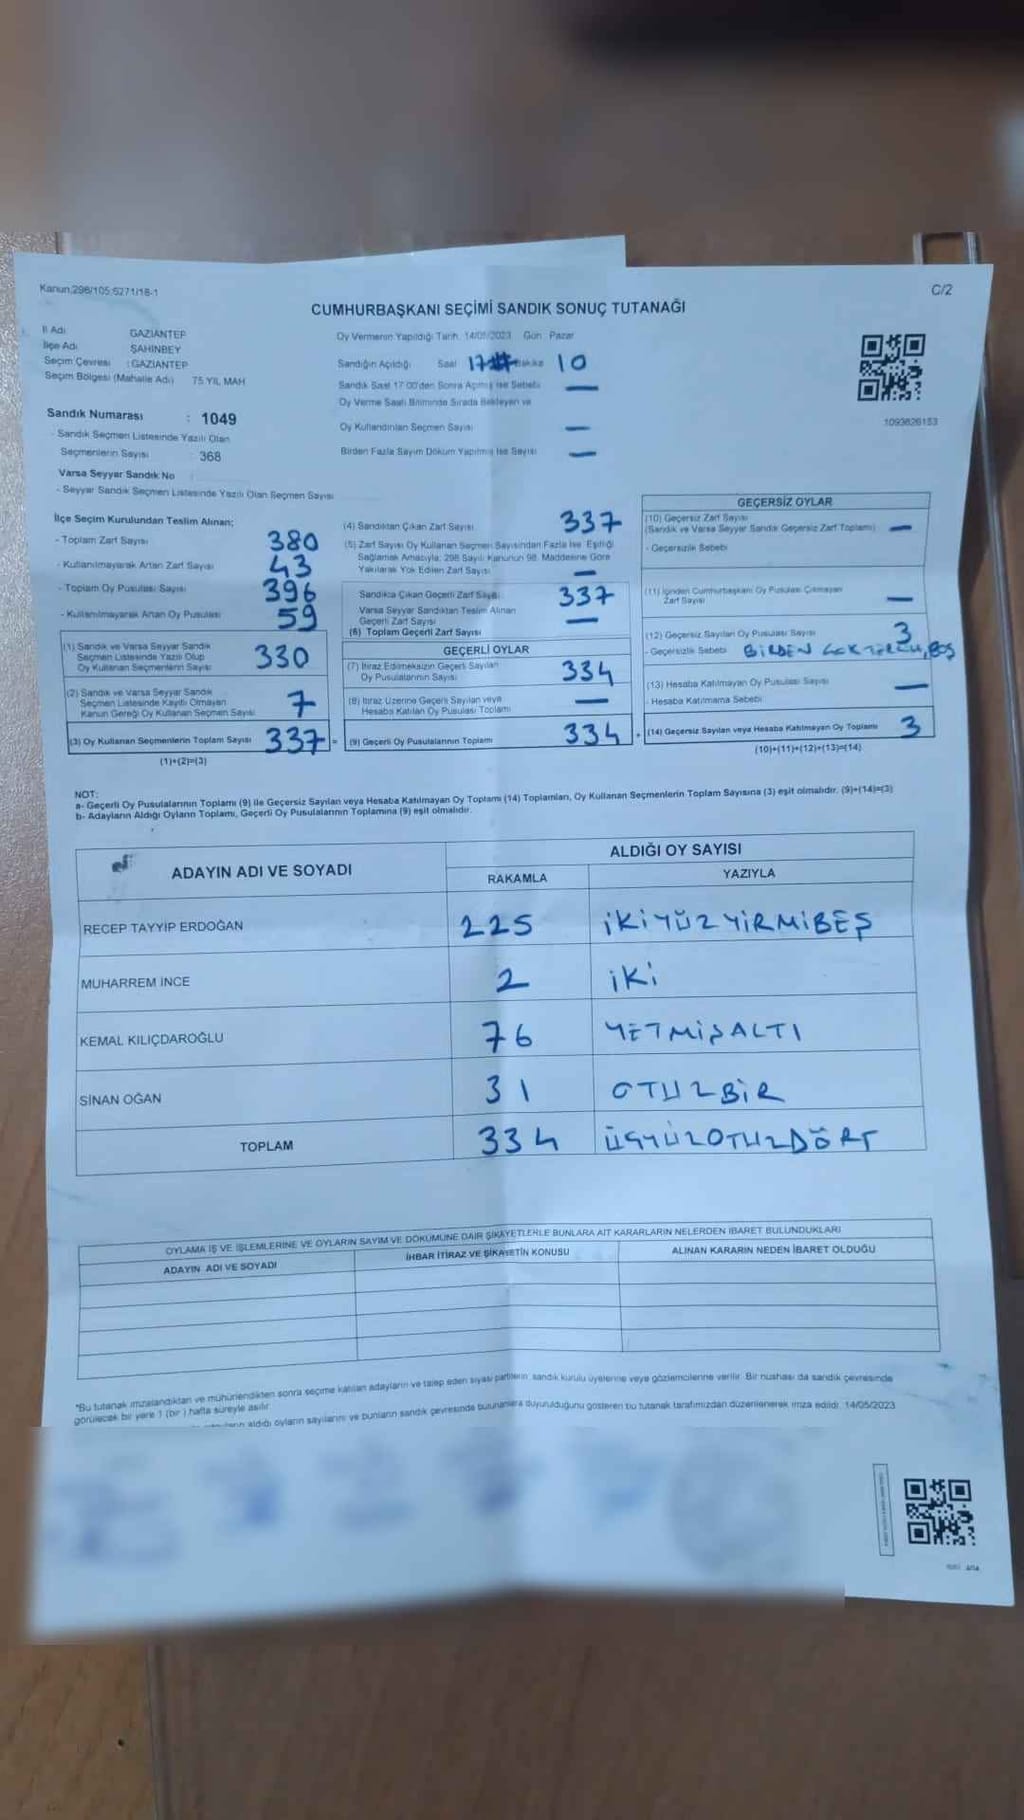 Kanun:298/105;6271/18-1
C/2
CUMHURBAŞKANI SEÇİMİ SANDIK SONUÇ TUTANAĞI
İl Adı GAZİANTEP
İlçe Adı ŞAHİNBEY
Seçim Çevresi : GAZİANTEP
Seçim Bölgesi (Mahalle Adı) 75 YIL MAH
Sandık Numarası : 1049
- Sandık Seçmen Listesinde Yazılı Olan
Seçmenlerin Sayısı : 368
Varsa Seyyar Sandık No
- Seyyar Sandık Seçmen Listesinde Yazılı Olan Seçmen Sayısı
Oy Vermenin Yapıldığı Tarih: 14/05/2023 Gün: Pazar
Sandığın Açıldığı Saat 17 Dakika 10
Sandık Saat 17:00'den Sonra Açılmış İse Sebebi —
Oy Verme Saati Bitiminde Sırada Bekleyen ve
Oy Kullandırılan Seçmen Sayısı —
Birden Fazla Sayım Döküm Yapılmış İse Sayısı —
1093626153
İlçe Seçim Kurulundan Teslim Alınan;
- Toplam Zarf Sayısı 380
- Kullanılmayarak Artan Zarf Sayısı 43
- Toplam Oy Pusulası Sayısı 396
- Kullanılmayarak Artan Oy Pusulası 59
(1) Sandık ve Varsa Seyyar Sandık
Seçmen Listesinde Yazılı Olup
Oy Kullanan Seçmenlerin Sayısı 330
(2) Sandık ve Varsa Seyyar Sandık
Seçmen Listesinde Kayıtlı Olmayan
Kanun Gereği Oy Kullanan Seçmen Sayısı 7
(3) Oy Kullanan Seçmenlerin Toplam Sayısı 337 =
(1)+(2)=(3)
(4) Sandıktan Çıkan Zarf Sayısı 337
(5) Zarf Sayısı Oy Kullanan Seçmen Sayısından Fazla İse, Eşitliği
Sağlamak Amacıyla, 298 Sayılı Kanunun 98. Maddesine Göre
Yakılarak Yok Edilen Zarf Sayısı —
Sandıkta Çıkan Geçerli Zarf Sayısı 337
Varsa Seyyar Sandıktan Teslim Alınan
Geçerli Zarf Sayısı —
(6) Toplam Geçerli Zarf Sayısı
GEÇERLİ OYLAR
(7) İtiraz Edilmeksizin Geçerli Sayılan
Oy Pusulalarının Sayısı 334
(8) İtiraz Üzerine Geçerli Sayılan veya
Hesaba Katılan Oy Pusulası Toplamı —
(9) Geçerli Oy Pusulalarının Toplamı 334 +
GEÇERSİZ OYLAR
(10) Geçersiz Zarf Sayısı
(Sandık ve Varsa Seyyar Sandık Geçersiz Zarf Toplamı) —
- Geçersizlik Sebebi
(11) İçinden Cumhurbaşkanı Oy Pusulası Çıkmayan
Zarf Sayısı —
(12) Geçersiz Sayılan Oy Pusulası Sayısı 3
- Geçersizlik Sebebi BİRDEN ÇOK TERCİH, BOŞ
(13) Hesaba Katılmayan Oy Pusulası Sayısı —
- Hesaba Katılmama Sebebi
(14) Geçersiz Sayılan veya Hesaba Katılmayan Oy Toplamı 3
(10)+(11)+(12)+(13)=(14)
NOT:
a- Geçerli Oy Pusulalarının Toplamı (9) ile Geçersiz Sayılan veya Hesaba Katılmayan Oy Toplamı (14) Toplamları, Oy Kullanan Seçmenlerin Toplam Sayısına (3) eşit olmalıdır. (9)+(14)=(3)
b- Adayların Aldığı Oyların Toplamı, Geçerli Oy Pusulalarının Toplamına (9) eşit olmalıdır.
ADAYIN ADI VE SOYADI
ALDIĞI OY SAYISI
RAKAMLA YAZIYLA
RECEP TAYYİP ERDOĞAN 225 İKİYÜZYİRMİBEŞ
MUHARREM İNCE 2 İKİ
KEMAL KILIÇDAROĞLU 76 YETMİŞALTI
SİNAN OĞAN 31 OTUZBİR
TOPLAM 334 ÜÇYÜZOTUZDÖRT
OYLAMA İŞ VE İŞLEMLERİNE VE OYLARIN SAYIM VE DÖKÜMÜNE DAİR ŞİKAYETLERLE BUNLARA AİT KARARLARIN NELERDEN İBARET BULUNDUKLARI
ADAYIN ADI VE SOYADI İHBAR İTİRAZ VE ŞİKAYETİN KONUSU ALINAN KARARIN NEDEN İBARET OLDUĞU
*Bu tutanak imzalandıktan ve mühürlendikten sonra seçime katılan adayların ve talep eden siyasi partilerin, sandık kurulu üyelerine veya gözlemcilerine verilir. Bir nüshası da sandık çevresinde
görülecek bir yere 1 (bir) hafta süreyle asılır.
aldığı oyların sayılarını ve bunların sandık çevresinde bulunanlara duyurulduğunu gösteren bu tutanak tarafımızdan düzenlenerek imza edildi. 14/05/2023